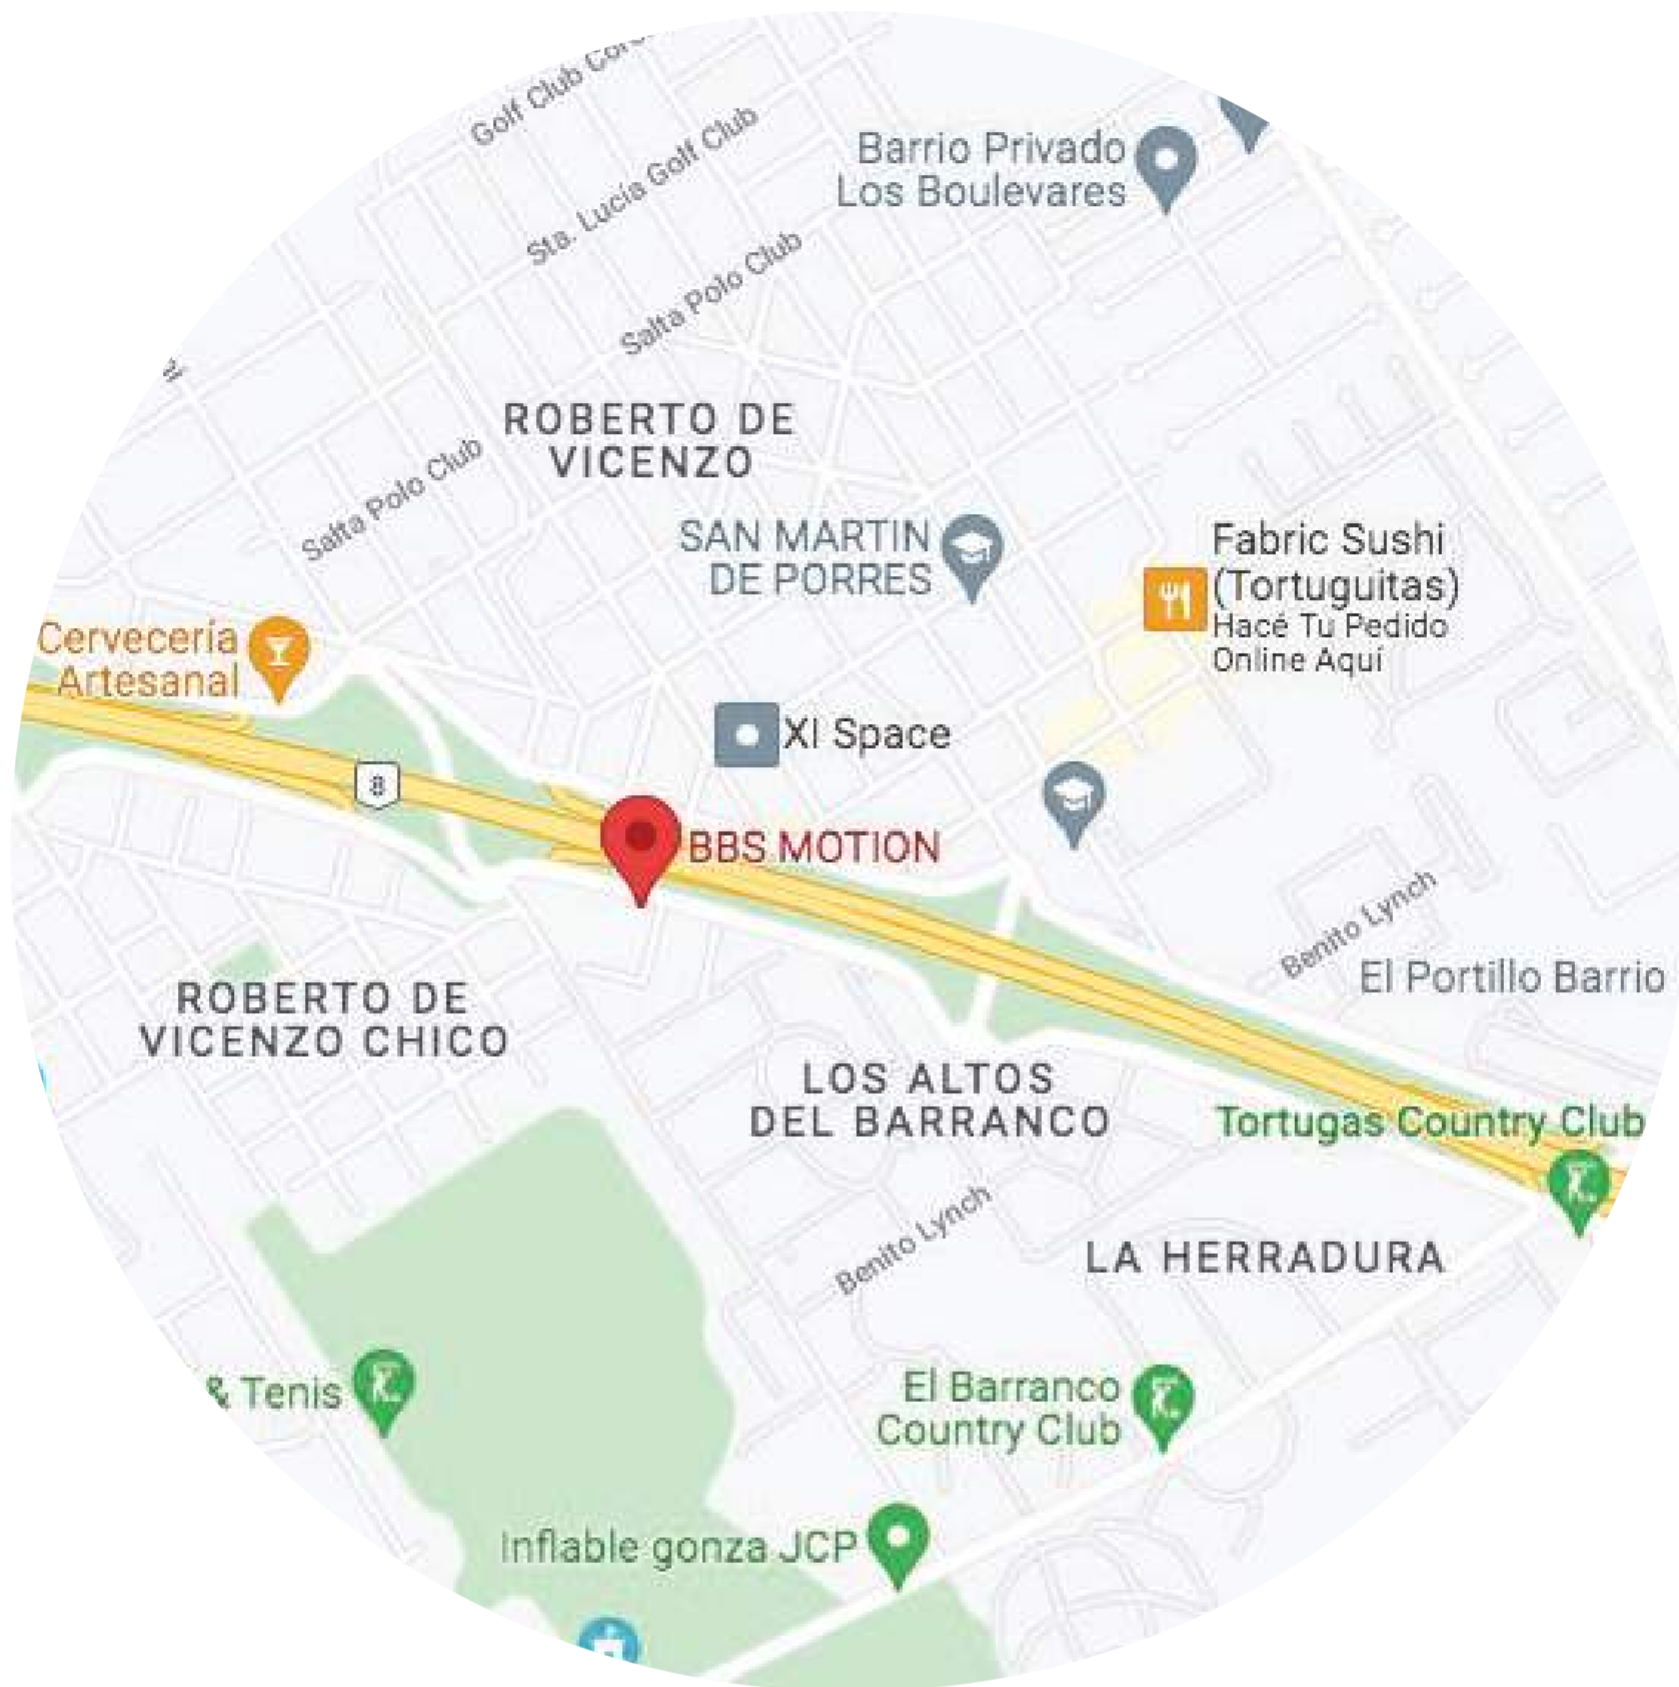 Golf Club
Sta. Lucía Golf Club
Barrio Privado
Los Boulevares
Salta Polo Club
ROBERTO DE
VICENZO
Salta Polo Club
SAN MARTIN
DE PORRES
Fabric Sushi
(Tortuguitas)
Hacé Tu Pedido
Online Aquí
Cervecería
Artesanal
XI Space
8
BBS MOTION
Benito Lynch
El Portillo Barrio
ROBERTO DE
VICENZO CHICO
LOS ALTOS
DEL BARRANCO
Tortugas Country Club
Benito Lynch
LA HERRADURA
& Tenis
El Barranco
Country Club
Inflable gonza JCP